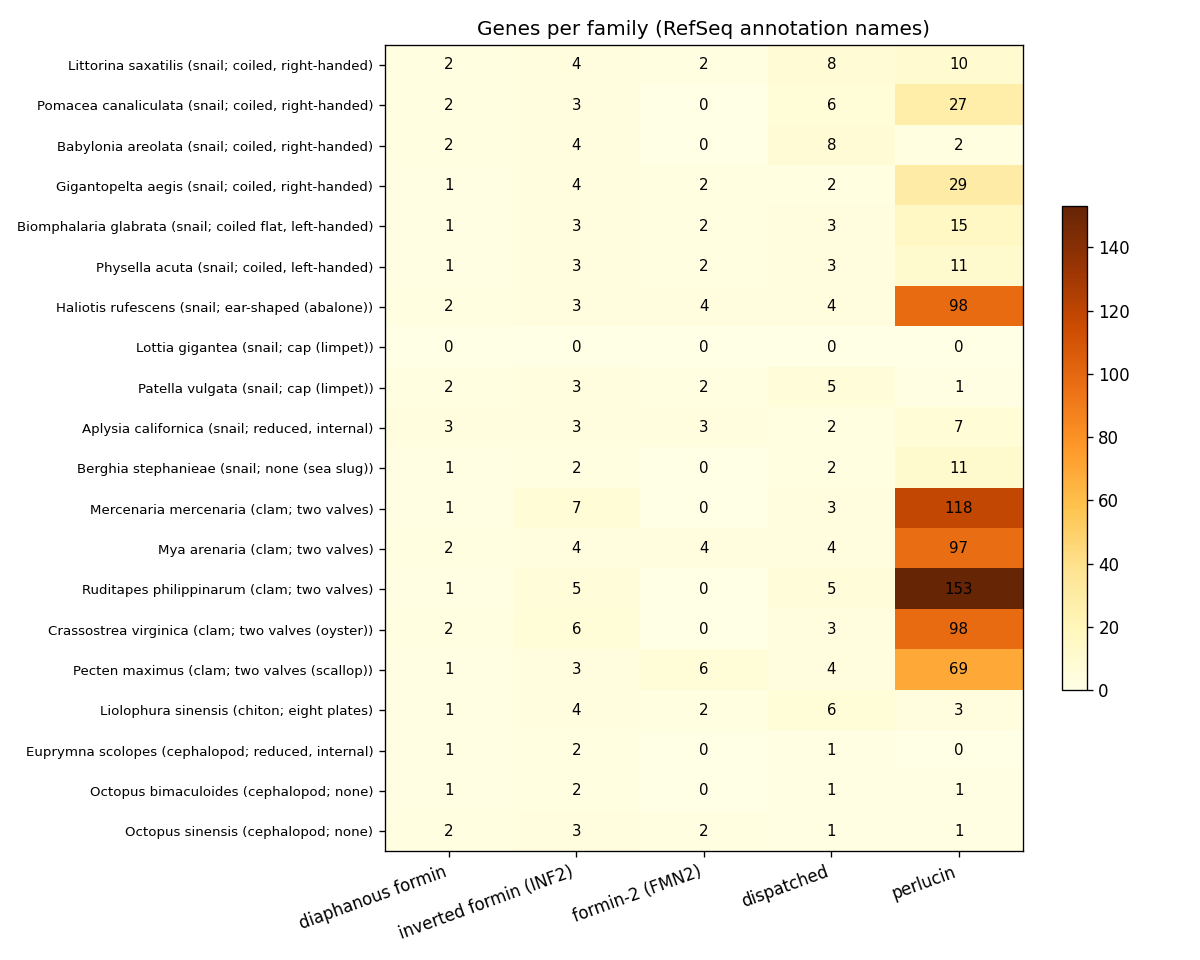 Genes per family (RefSeq annotation names)
Littorina saxatilis (snail; coiled, right-handed) 2 4 2 8 10
Pomacea canaliculata (snail; coiled, right-handed) 2 3 0 6 27
Babylonia areolata (snail; coiled, right-handed) 2 4 0 8 2
Gigantopelta aegis (snail; coiled, right-handed) 1 4 2 2 29
Biomphalaria glabrata (snail; coiled flat, left-handed) 1 3 2 3 15
Physella acuta (snail; coiled, left-handed) 1 3 2 3 11
Haliotis rufescens (snail; ear-shaped (abalone)) 2 3 4 4 98
Lottia gigantea (snail; cap (limpet)) 0 0 0 0 0
Patella vulgata (snail; cap (limpet)) 2 3 2 5 1
Aplysia californica (snail; reduced, internal) 3 3 3 2 7
Berghia stephanieae (snail; none (sea slug)) 1 2 0 2 11
Mercenaria mercenaria (clam; two valves) 1 7 0 3 118
Mya arenaria (clam; two valves) 2 4 4 4 97
Ruditapes philippinarum (clam; two valves) 1 5 0 5 153
Crassostrea virginica (clam; two valves (oyster)) 2 6 0 3 98
Pecten maximus (clam; two valves (scallop)) 1 3 6 4 69
Liolophura sinensis (chiton; eight plates) 1 4 2 6 3
Euprymna scolopes (cephalopod; reduced, internal) 1 2 0 1 0
Octopus bimaculoides (cephalopod; none) 1 2 0 1 1
Octopus sinensis (cephalopod; none) 2 3 2 1 1
diaphanous formin
inverted formin (INF2)
formin-2 (FMN2)
dispatched
perlucin
140
120
100
80
60
40
20
0